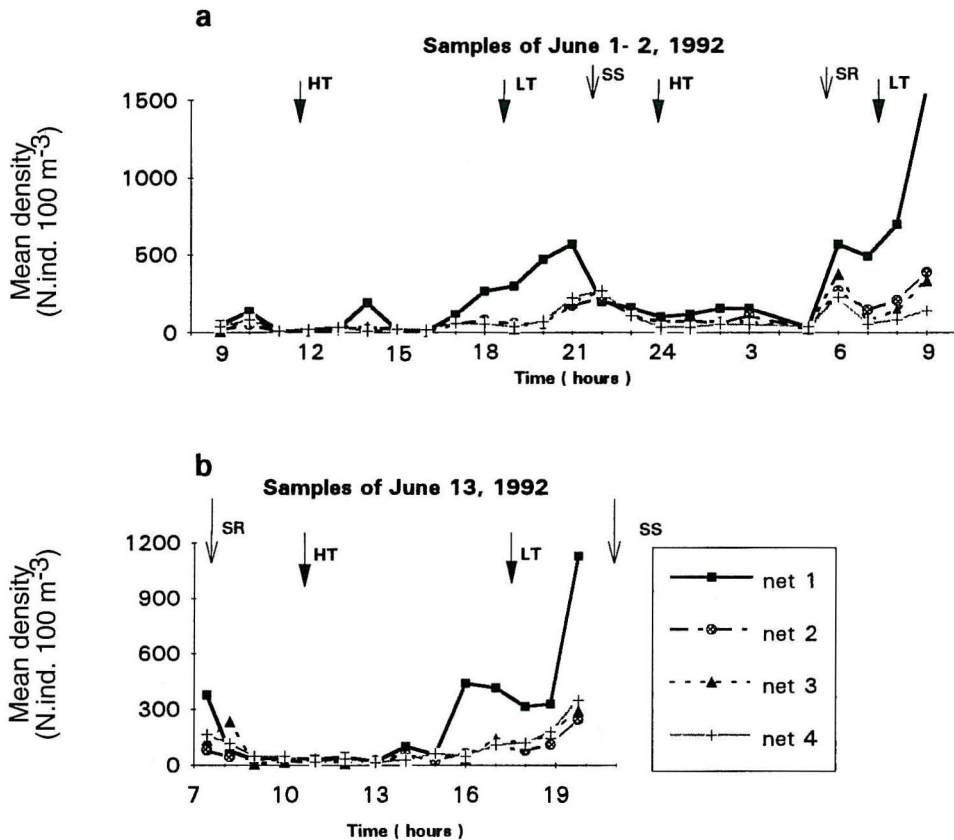 a
Samples of June 1- 2, 1992
HT
LT
SS
HT
SR
LT
Mean density
(N.ind. 100 m-3)
1500
1000
500
0
9 12 15 18 21 24 3 6 9
Time ( hours )
b
Samples of June 13, 1992
SR
HT
LT
SS
Mean density
(N.ind. 100 m-3)
1200
900
600
300
0
7 10 13 16 19
Time ( hours )
net 1
net 2
net 3
net 4